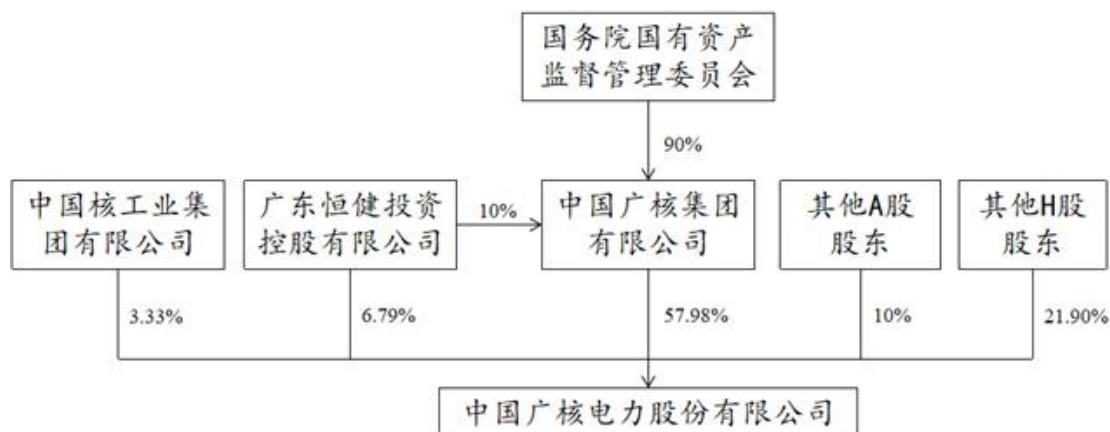 国务院国有资产
监督管理委员会
90%
中国核工业集
团有限公司
广东恒健投资
控股有限公司
10%
中国广核集团
有限公司
其他A股
股东
其他H股
股东
3.33%
6.79%
57.98%
10%
21.90%
中国广核电力股份有限公司